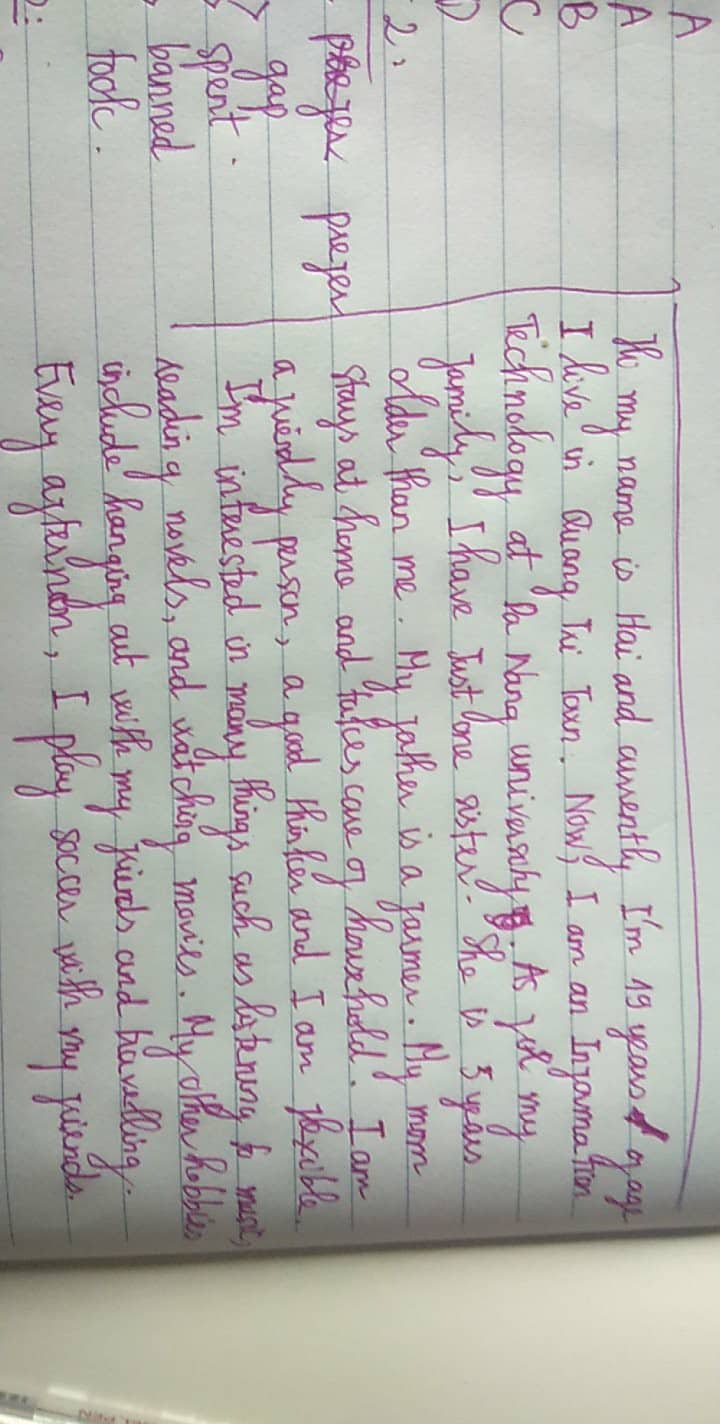 A
A
B
C
D
2.
prefer
gap
spent.
banned
took.
2:
Hi my name is Hai and currently I'm 19 years of age
I live in Quang Tri Town. Now, I am an Information
Technology at Da Nang university. As for my
family, I have Just one sister. She is 5 years
older than me. My father is a farmer. My mom
stays at home and takes care of household. I am
a friendly person, a good thinker and I am flexible.
I'm interested in many things such as listening to music,
reading novels, and watching movies. My other hobbies
include hanging out with my friends and travelling.
Every afternoon, I play soccer with my friends.